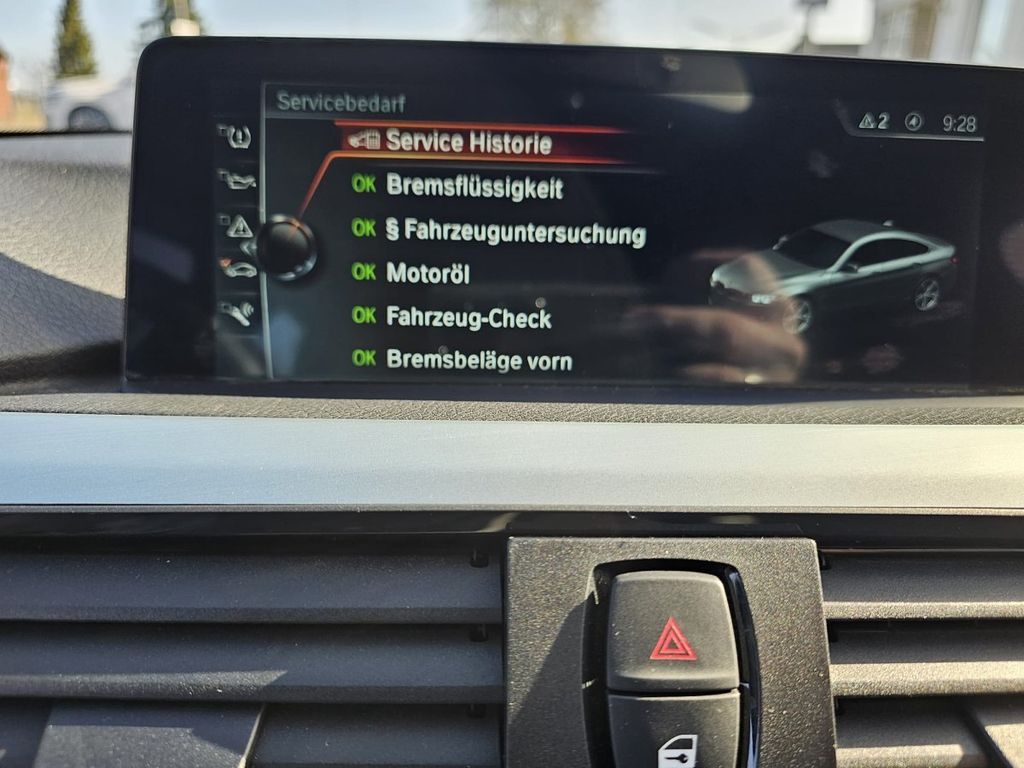 Servicebedarf
2 9:28
Service Historie
OK Bremsflüssigkeit
OK § Fahrzeuguntersuchung
OK Motoröl
OK Fahrzeug-Check
OK Bremsbeläge vorn